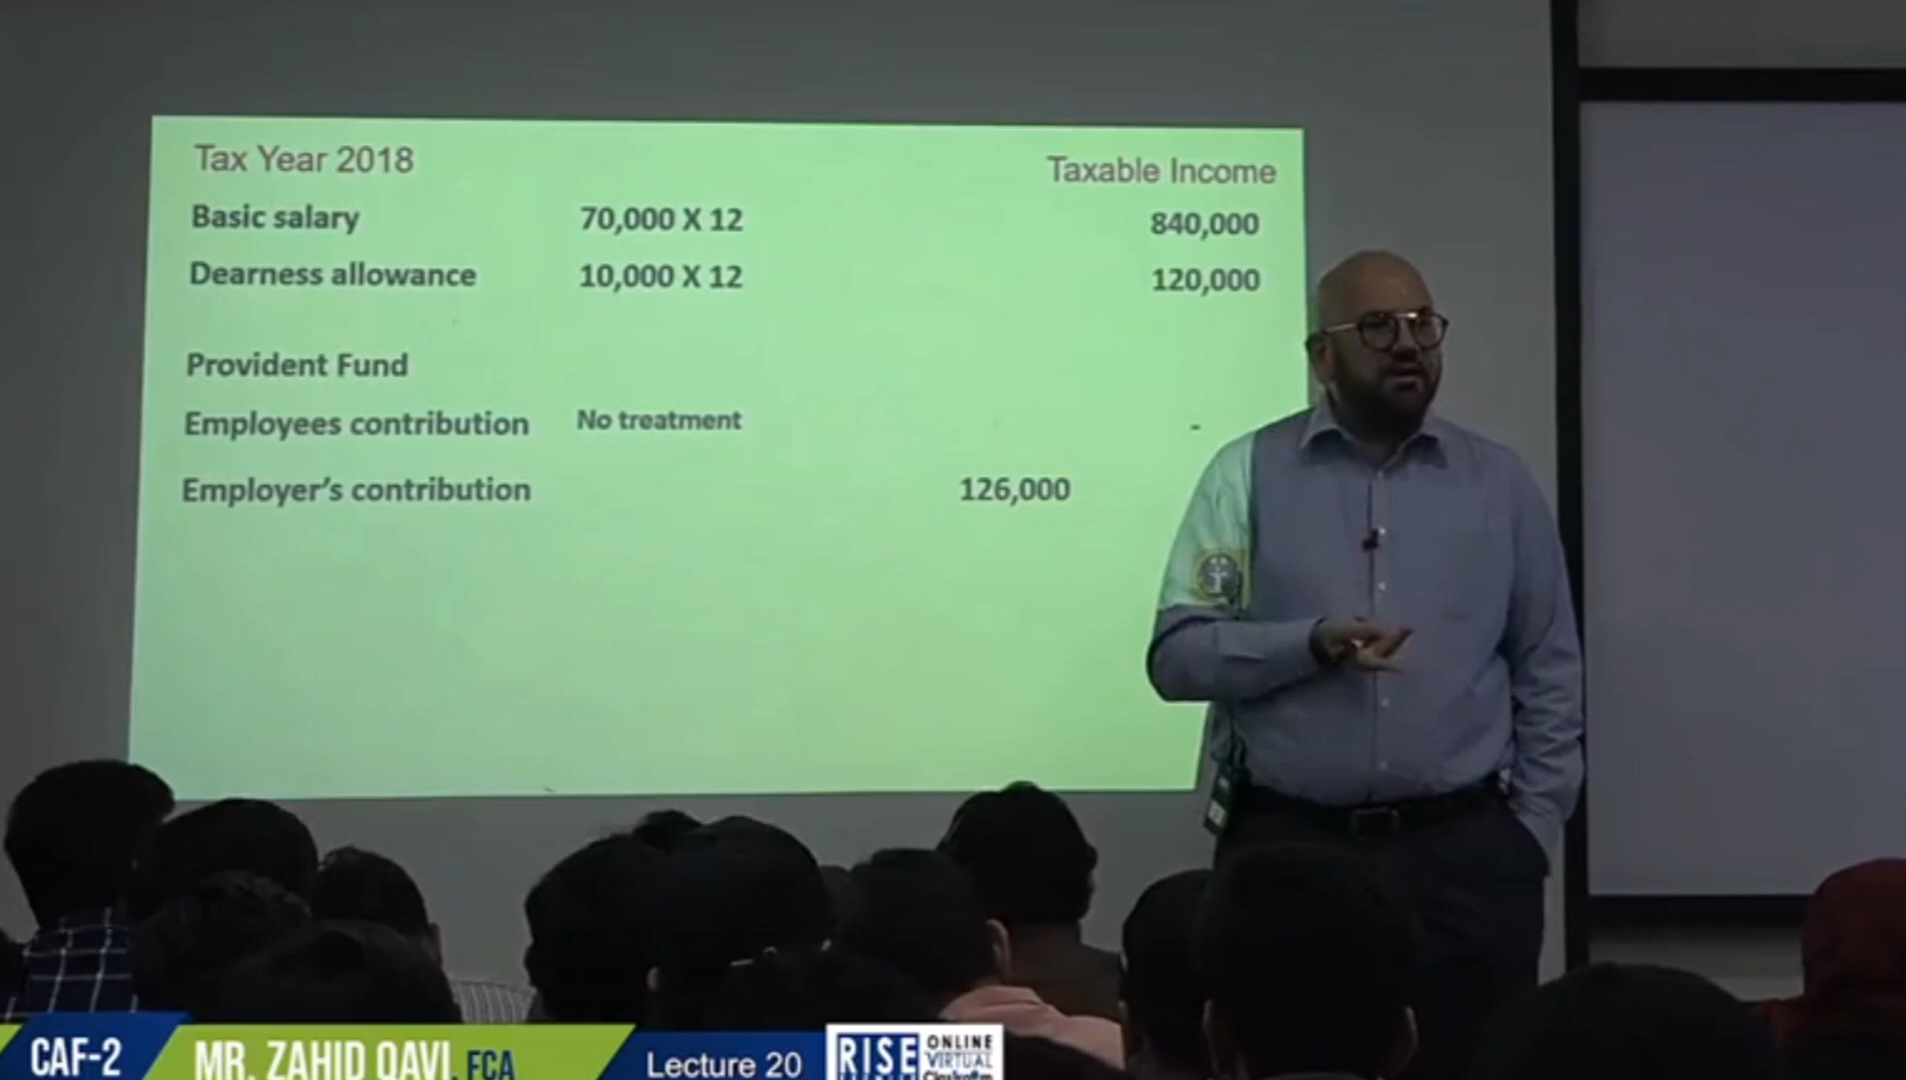 Tax Year 2018
Taxable Income
Basic salary 70,000 X 12 840,000
Dearness allowance 10,000 X 12 120,000
Provident Fund
Employees contribution No treatment -
Employer's contribution 126,000
CAF-2
MR. ZAHID QAVI, FCA
Lecture 20
RISE
ONLINE
VIRTUAL